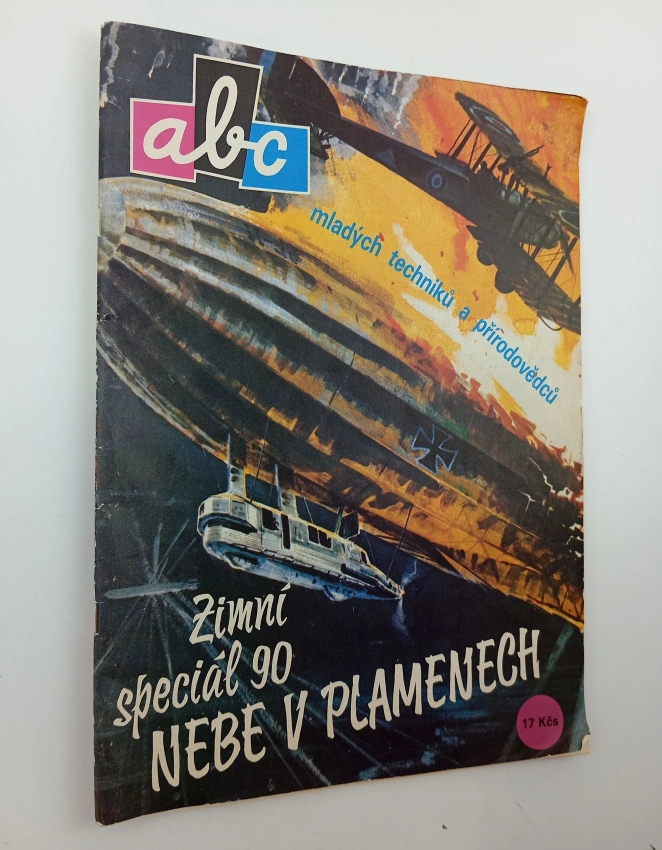 abc
mladých techniků a přírodovědců
Zimní
speciál 90
NEBE V PLAMENECH
17 Kčs